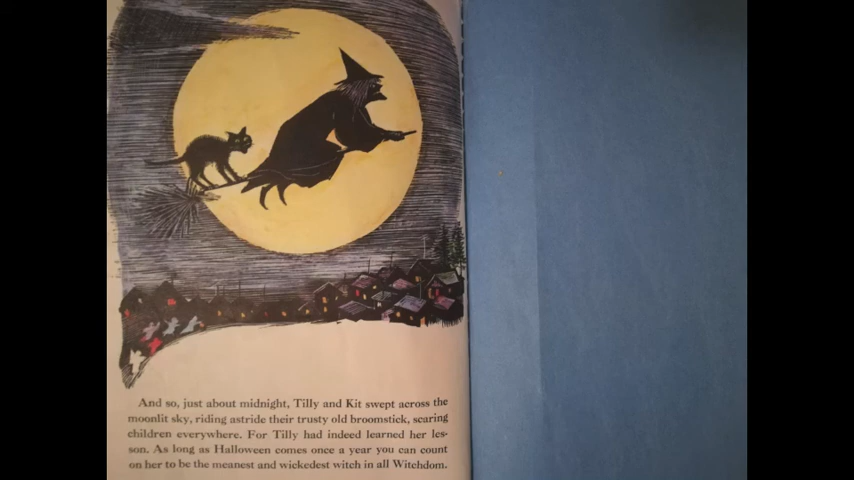 And so, just about midnight, Tilly and Kit swept across the
moonlit sky, riding astride their trusty old broomstick, scaring
children everywhere. For Tilly had indeed learned her les-
son. As long as Halloween comes once a year you can count
on her to be the meanest and wickedest witch in all Witchdom.